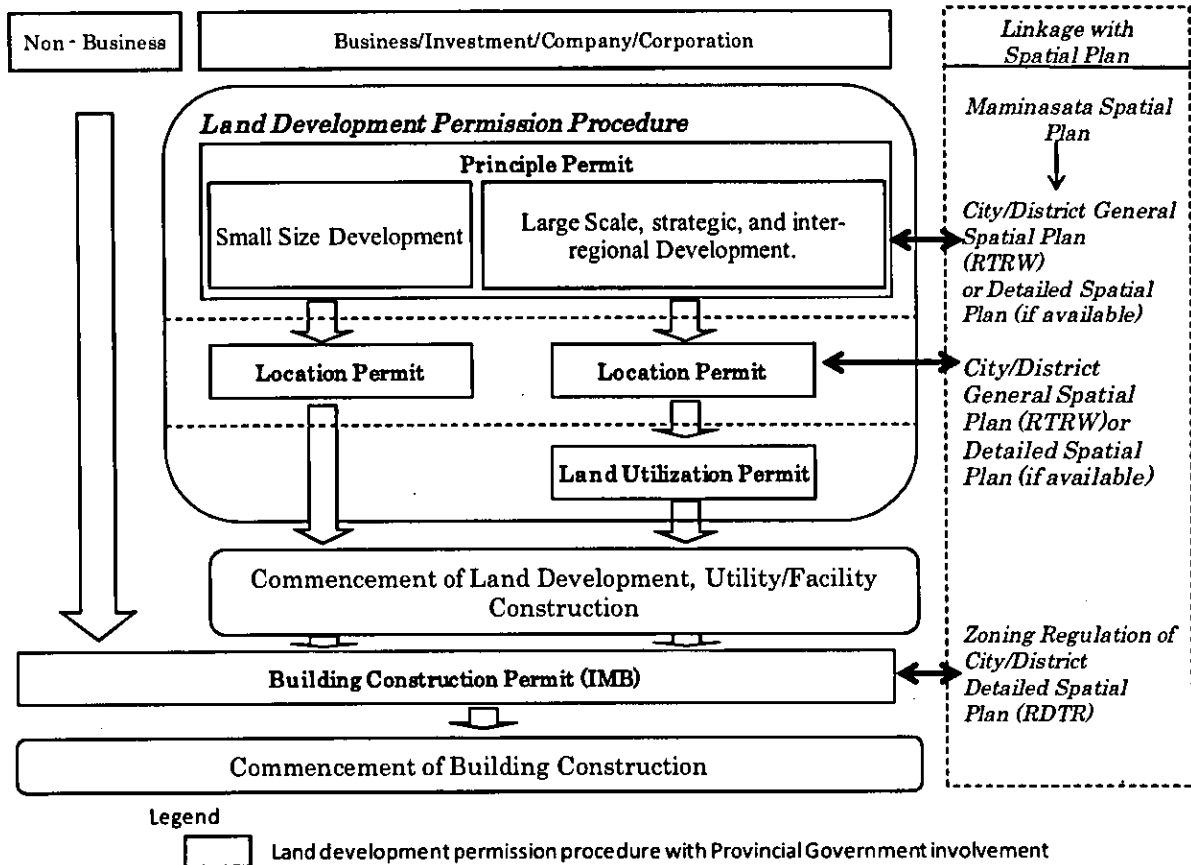 Non - Business
Business/Investment/Company/Corporation
Linkage with
Spatial Plan
Land Development Permission Procedure
Principle Permit
Small Size Development
Large Scale, strategic, and inter-
regional Development.
Maminasata Spatial
Plan
City/District General
Spatial Plan
(RTRW)
or Detailed Spatial
Plan (if available)
Location Permit
Location Permit
City/District
General Spatial
Plan (RTRW)or
Detailed Spatial
Plan (if available)
Land Utilization Permit
Commencement of Land Development, Utility/Facility
Construction
Building Construction Permit (IMB)
Zoning Regulation of
City/District
Detailed Spatial
Plan (RDTR)
Commencement of Building Construction
Legend
Land development permission procedure with Provincial Government involvement